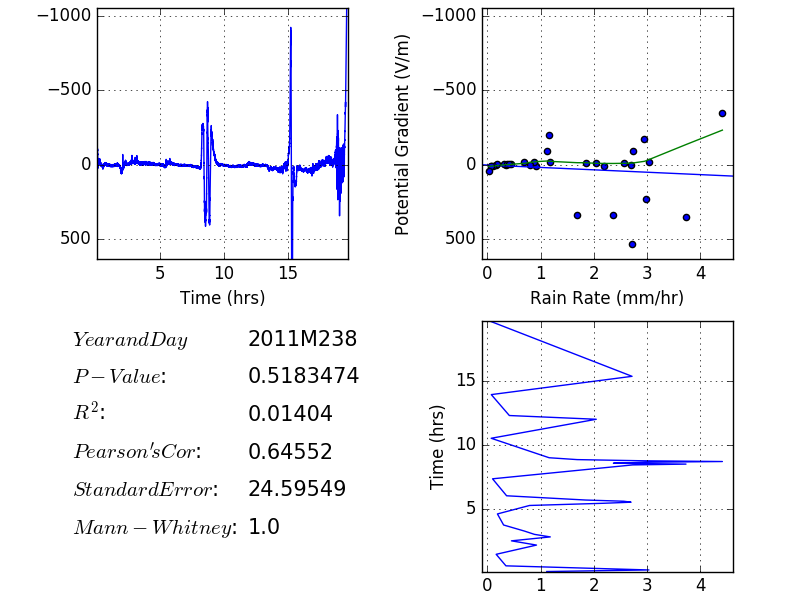 −1000
−500
0
500
5
10
15
Time (hrs)
Potential Gradient (V/m)
−1000
−500
0
500
0
1
2
3
4
Rain Rate (mm/hr)
YearandDay 2011M238
P − Value: 0.5183474
R²: 0.01404
Pearson'sCor: 0.64552
StandardError: 24.59549
Mann − Whitney: 1.0
Time (hrs)
15
10
5
0
1
2
3
4